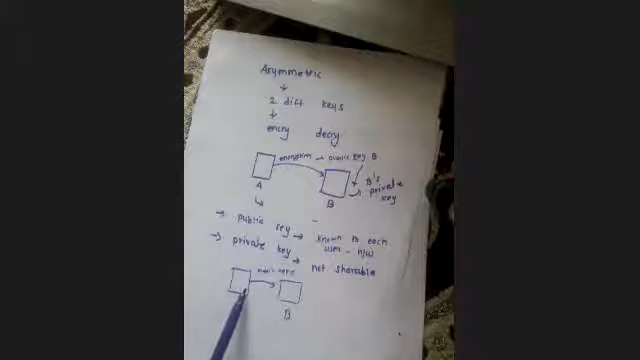 Asymmetric
2 diff keys
encry decry
encryption → public key B
A
B
B's private key
→ public key → known to each user - n/w
→ private key → not sharable
B